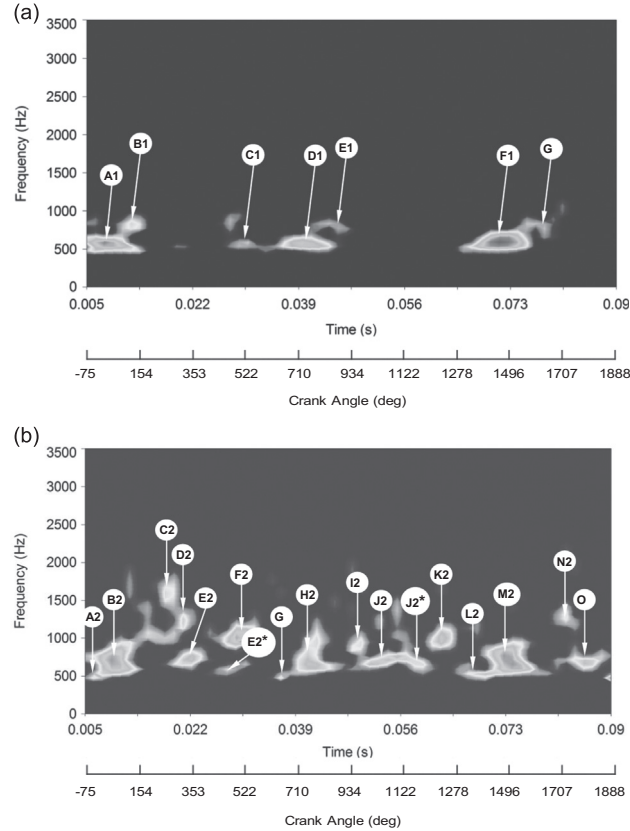 (a)
3500
3000
2500
2000
1500
1000
500
0
Frequency (Hz)
A1
B1
C1
D1
E1
F1
G
0.005 0.022 0.039 0.056 0.073 0.09
Time (s)
-75 154 353 522 710 934 1122 1278 1496 1707 1888
Crank Angle (deg)
(b)
3500
3000
2500
2000
1500
1000
500
0
Frequency (Hz)
A2
B2
C2
D2
E2
F2
E2*
G
H2
I2
J2
J2*
K2
L2
M2
N2
O
0.005 0.022 0.039 0.056 0.073 0.09
Time (s)
-75 154 353 522 710 934 1122 1278 1496 1707 1888
Crank Angle (deg)